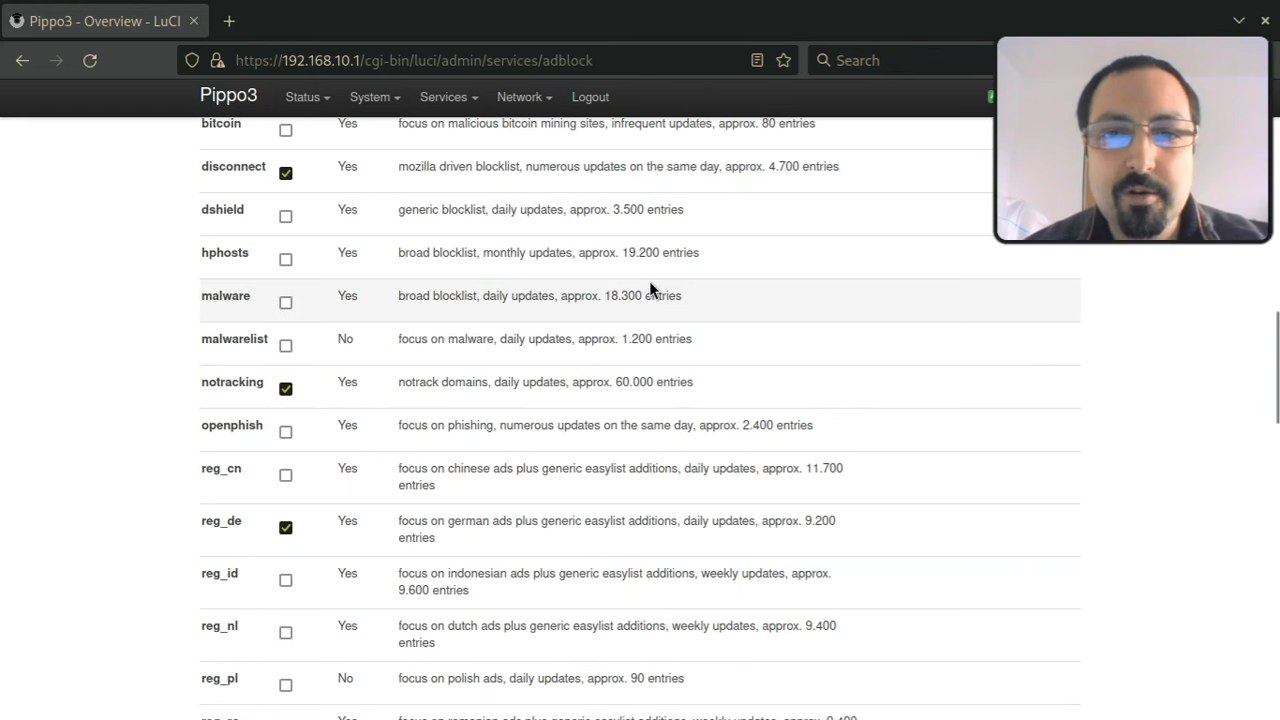 Pippo3 - Overview - LuCI
https://192.168.10.1/cgi-bin/luci/admin/services/adblock
Search
Pippo3 Status System Services Network Logout
bitcoin Yes focus on malicious bitcoin mining sites, infrequent updates, approx. 80 entries
disconnect Yes mozilla driven blocklist, numerous updates on the same day, approx. 4.700 entries
dshield Yes generic blocklist, daily updates, approx. 3.500 entries
hphosts Yes broad blocklist, monthly updates, approx. 19.200 entries
malware Yes broad blocklist, daily updates, approx. 18.300 entries
malwarelist No focus on malware, daily updates, approx. 1.200 entries
notracking Yes notrack domains, daily updates, approx. 60.000 entries
openphish Yes focus on phishing, numerous updates on the same day, approx. 2.400 entries
reg_cn Yes focus on chinese ads plus generic easylist additions, daily updates, approx. 11.700
entries
reg_de Yes focus on german ads plus generic easylist additions, daily updates, approx. 9.200
entries
reg_id Yes focus on indonesian ads plus generic easylist additions, weekly updates, approx.
9.600 entries
reg_nl Yes focus on dutch ads plus generic easylist additions, weekly updates, approx. 9.400
entries
reg_pl No focus on polish ads, daily updates, approx. 90 entries